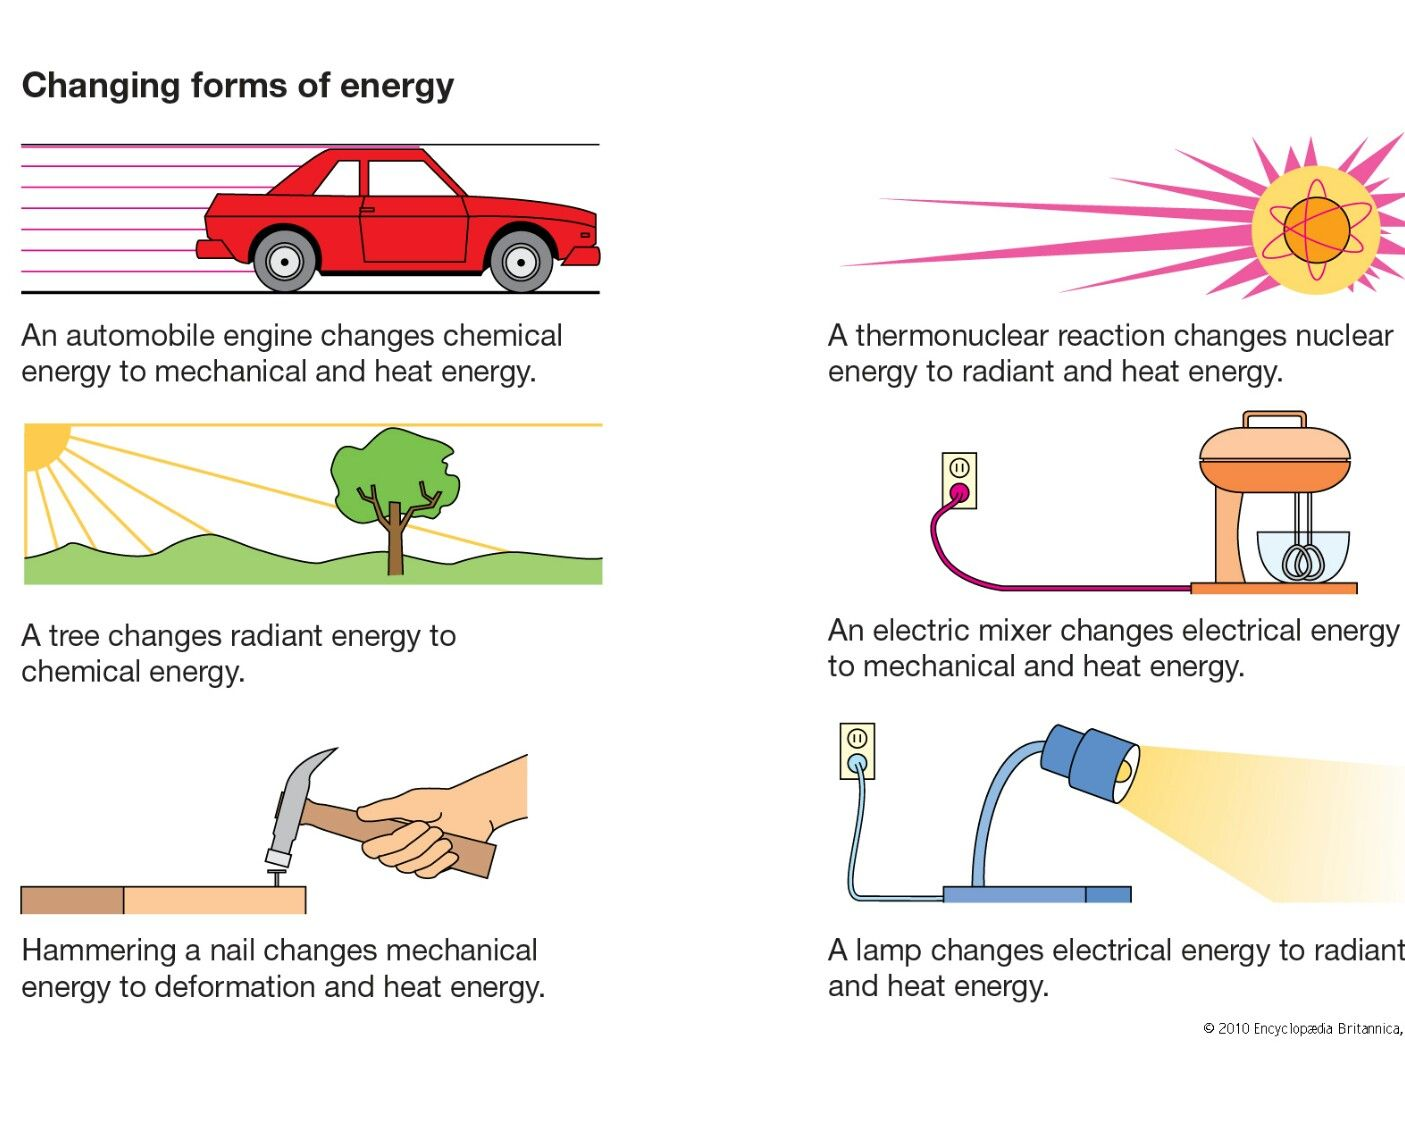 Changing forms of energy
An automobile engine changes chemical
energy to mechanical and heat energy.
A thermonuclear reaction changes nuclear
energy to radiant and heat energy.
A tree changes radiant energy to
chemical energy.
An electric mixer changes electrical energy
to mechanical and heat energy.
Hammering a nail changes mechanical
energy to deformation and heat energy.
A lamp changes electrical energy to radiant
and heat energy.
© 2010 Encyclopædia Britannica,